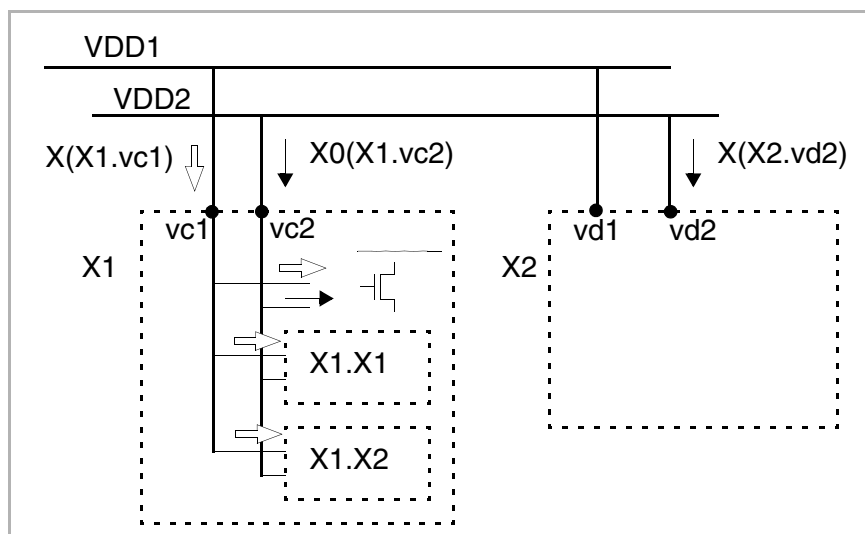 VDD1
VDD2
X(X1.vc1)
X0(X1.vc2)
X(X2.vd2)
vc1
vc2
vd1
vd2
X1
X2
X1.X1
X1.X2